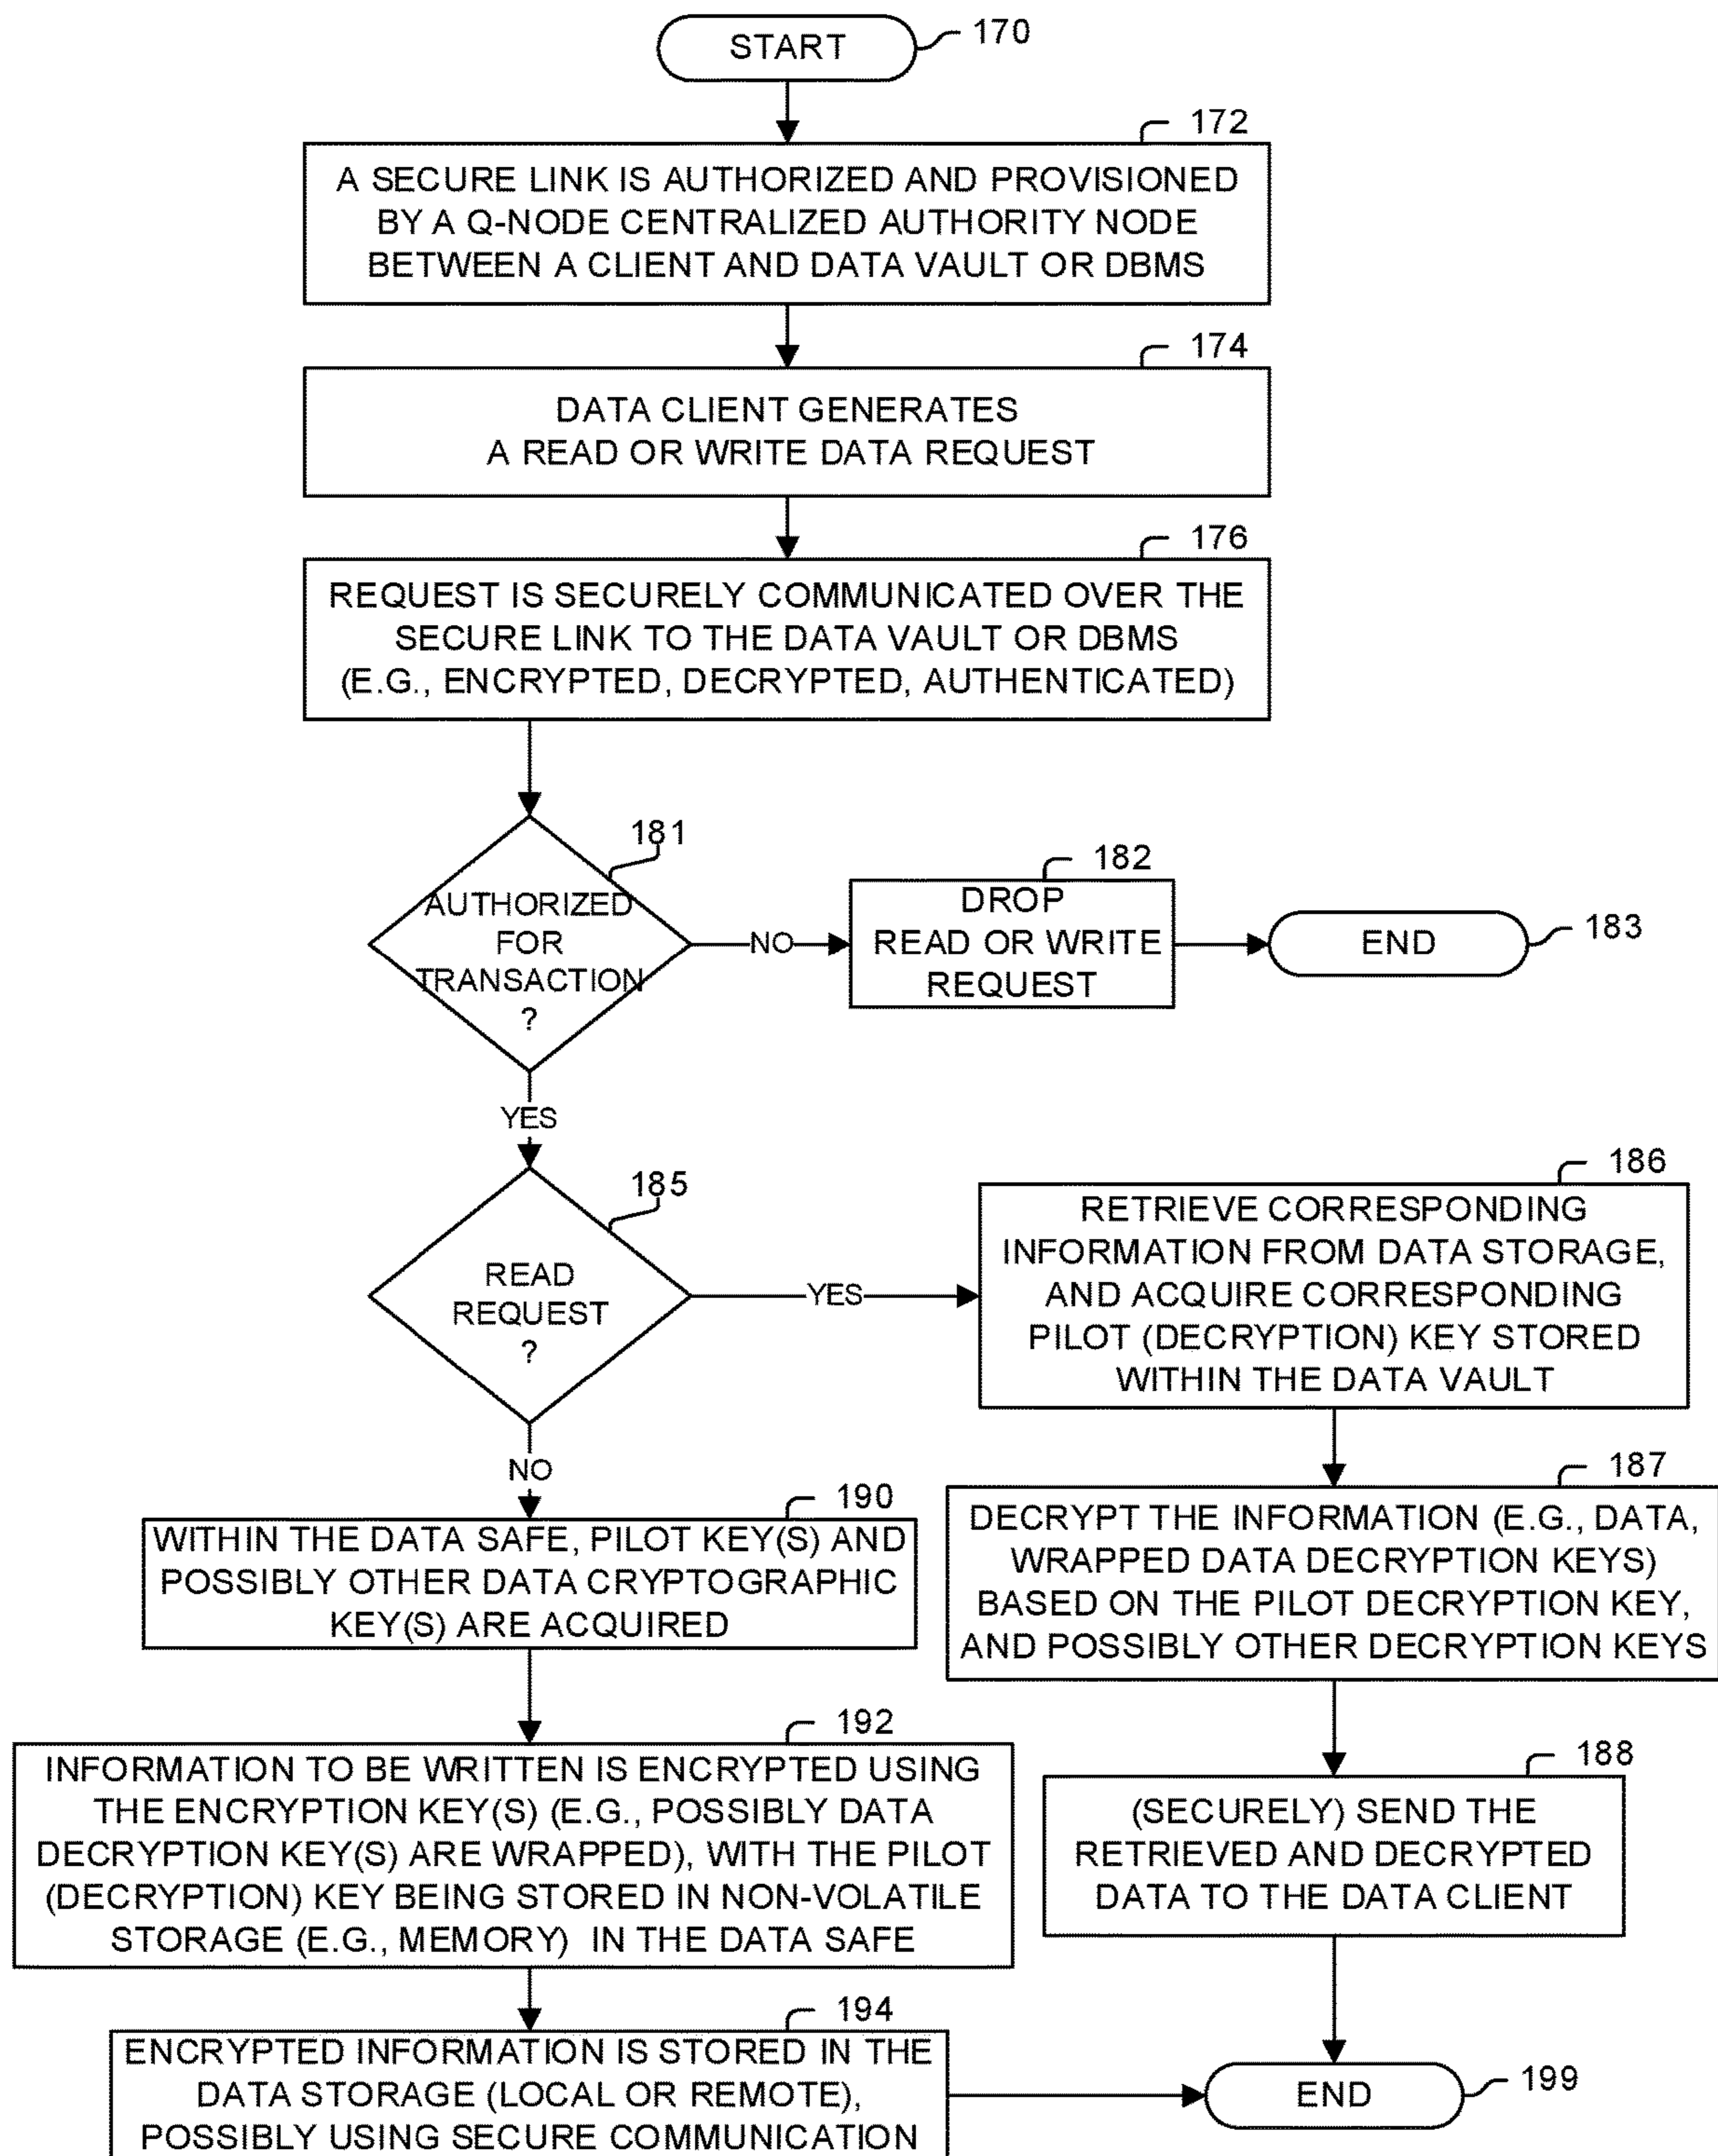 START
170
172
A SECURE LINK IS AUTHORIZED AND PROVISIONED
BY A Q-NODE CENTRALIZED AUTHORITY NODE
BETWEEN A CLIENT AND DATA VAULT OR DBMS
174
DATA CLIENT GENERATES
A READ OR WRITE DATA REQUEST
176
REQUEST IS SECURELY COMMUNICATED OVER THE
SECURE LINK TO THE DATA VAULT OR DBMS
(E.G., ENCRYPTED, DECRYPTED, AUTHENTICATED)
181
AUTHORIZED
FOR
TRANSACTION
?
NO
182
DROP
READ OR WRITE
REQUEST
END
183
YES
185
READ
REQUEST
?
YES
186
RETRIEVE CORRESPONDING
INFORMATION FROM DATA STORAGE,
AND ACQUIRE CORRESPONDING
PILOT (DECRYPTION) KEY STORED
WITHIN THE DATA VAULT
187
DECRYPT THE INFORMATION (E.G., DATA,
WRAPPED DATA DECRYPTION KEYS)
BASED ON THE PILOT DECRYPTION KEY,
AND POSSIBLY OTHER DECRYPTION KEYS
188
(SECURELY) SEND THE
RETRIEVED AND DECRYPTED
DATA TO THE DATA CLIENT
NO
190
WITHIN THE DATA SAFE, PILOT KEY(S) AND
POSSIBLY OTHER DATA CRYPTOGRAPHIC
KEY(S) ARE ACQUIRED
192
INFORMATION TO BE WRITTEN IS ENCRYPTED USING
THE ENCRYPTION KEY(S) (E.G., POSSIBLY DATA
DECRYPTION KEY(S) ARE WRAPPED), WITH THE PILOT
(DECRYPTION) KEY BEING STORED IN NON-VOLATILE
STORAGE (E.G., MEMORY) IN THE DATA SAFE
194
ENCRYPTED INFORMATION IS STORED IN THE
DATA STORAGE (LOCAL OR REMOTE),
POSSIBLY USING SECURE COMMUNICATION
END
199